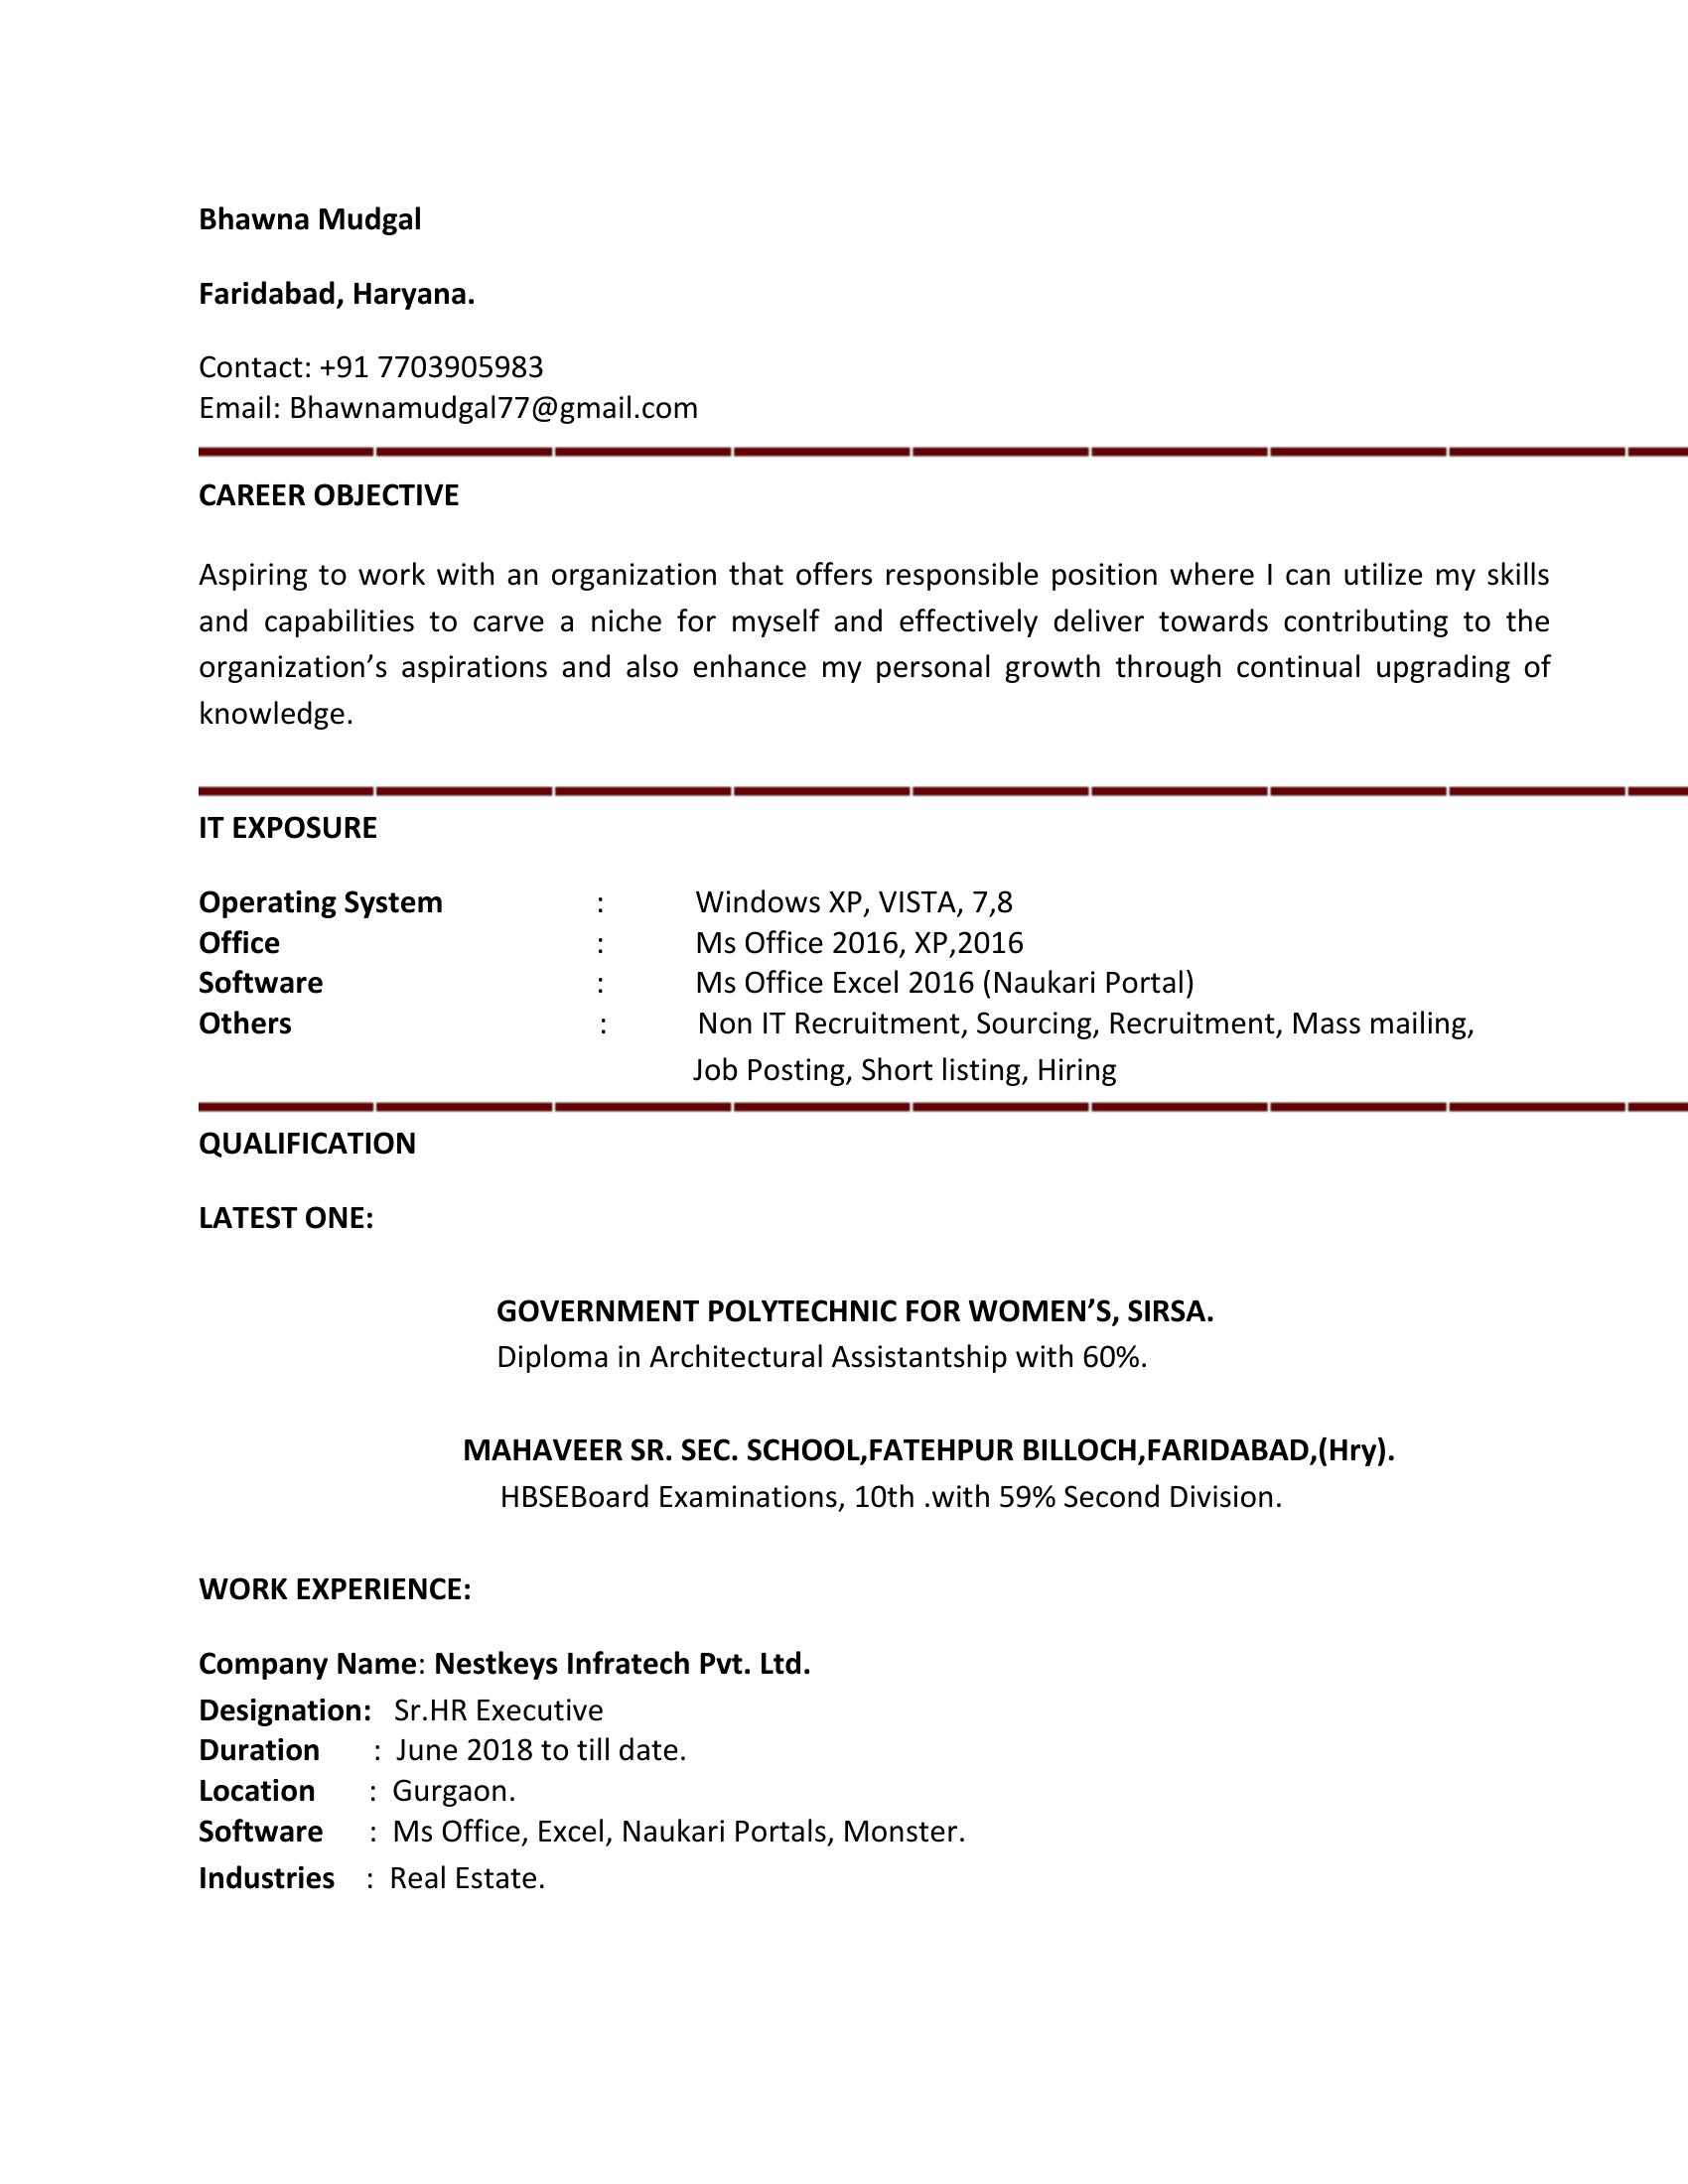 Bhawna Mudgal
Faridabad, Haryana.
Contact: +91 7703905983
Email: Bhawnamudgal77@gmail.com
CAREER OBJECTIVE
Aspiring to work with an organization that offers responsible position where I can utilize my skills
and capabilities to carve a niche for myself and effectively deliver towards contributing to the
organization’s aspirations and also enhance my personal growth through continual upgrading of
knowledge.
IT EXPOSURE
Operating System : Windows XP, VISTA, 7,8
Office : Ms Office 2016, XP,2016
Software : Ms Office Excel 2016 (Naukari Portal)
Others : Non IT Recruitment, Sourcing, Recruitment, Mass mailing,
Job Posting, Short listing, Hiring
QUALIFICATION
LATEST ONE:
GOVERNMENT POLYTECHNIC FOR WOMEN’S, SIRSA.
Diploma in Architectural Assistantship with 60%.
MAHAVEER SR. SEC. SCHOOL,FATEHPUR BILLOCH,FARIDABAD,(Hry).
HBSEBoard Examinations, 10th .with 59% Second Division.
WORK EXPERIENCE:
Company Name: Nestkeys Infratech Pvt. Ltd.
Designation: Sr.HR Executive
Duration : June 2018 to till date.
Location : Gurgaon.
Software : Ms Office, Excel, Naukari Portals, Monster.
Industries : Real Estate.